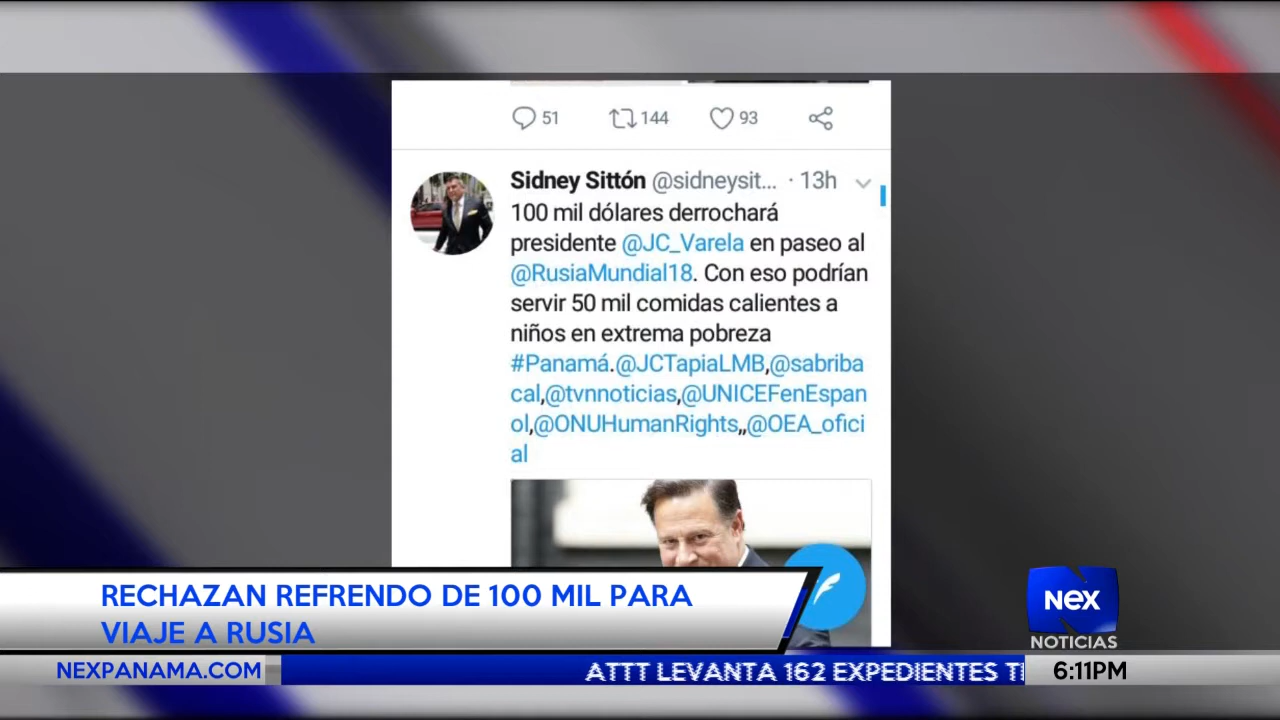 51 144 93
Sidney Sittón @sidneysit... · 13h
100 mil dólares derrochará
presidente @JC_Varela en paseo al
@RusiaMundial18. Con eso podrían
servir 50 mil comidas calientes a
niños en extrema pobreza
#Panamá.@JCTapiaLMB,@sabriba
cal,@tvnnoticias,@UNICEFenEspan
ol,@ONUHumanRights,,@OEA_ofici
al
RECHAZAN REFRENDO DE 100 MIL PARA
VIAJE A RUSIA
nex
NOTICIAS
NEXPANAMA.COM
ATTT LEVANTA 162 EXPEDIENTES
6:11PM